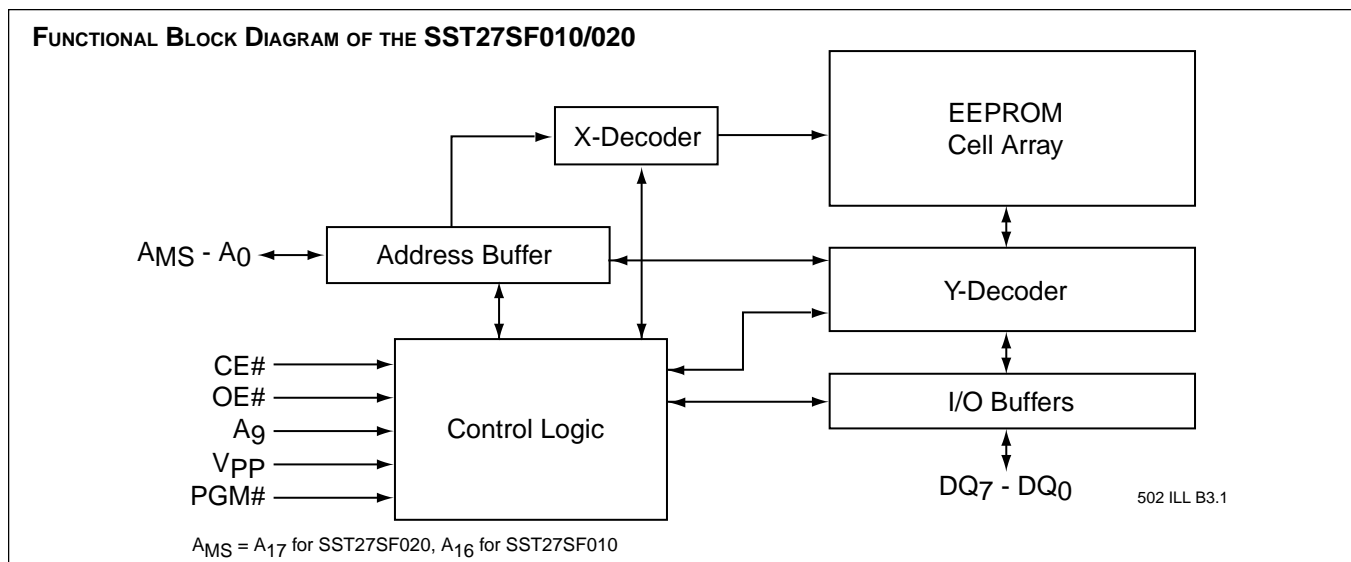 FUNCTIONAL BLOCK DIAGRAM OF THE SST27SF010/020
EEPROM
Cell Array
X-Decoder
AMS - A0
Address Buffer
Y-Decoder
CE#
OE#
A9
VPP
PGM#
Control Logic
I/O Buffers
DQ7 - DQ0
502 ILL B3.1
AMS = A17 for SST27SF020, A16 for SST27SF010